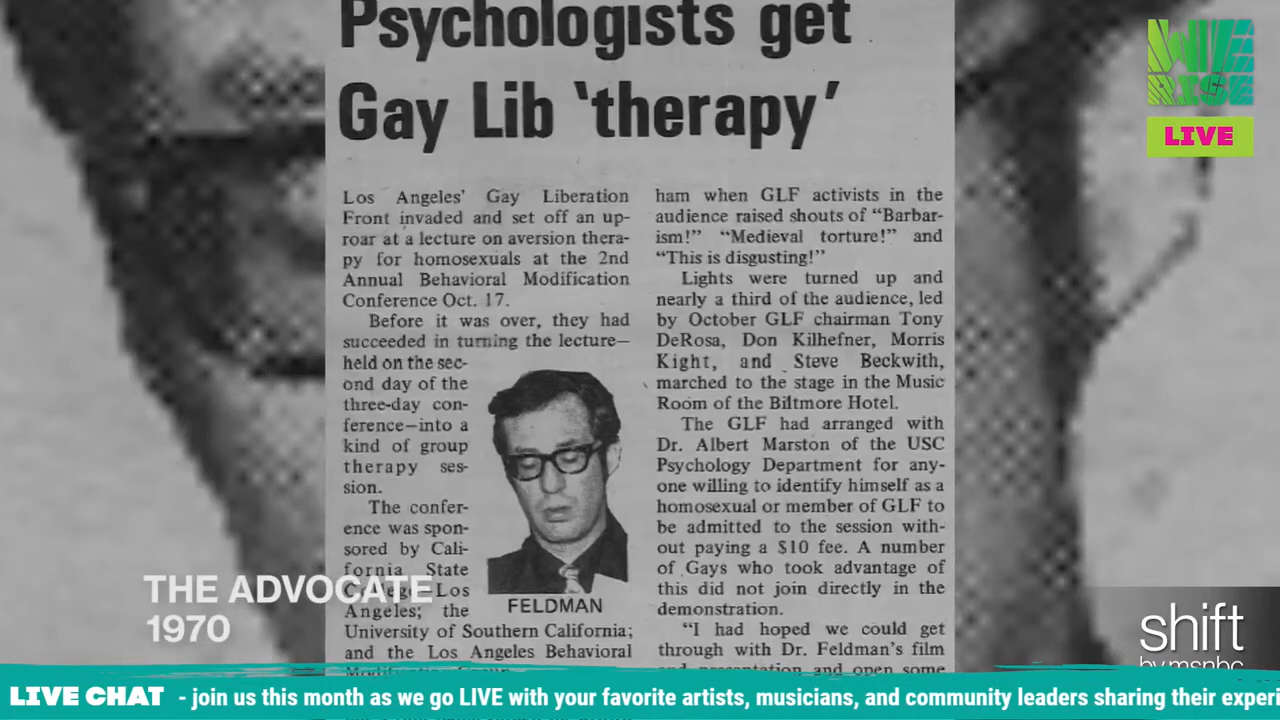 Psychologists get
Gay Lib ‘therapy’
Los Angeles' Gay Liberation
Front invaded and set off an up-
roar at a lecture on aversion thera-
py for homosexuals at the 2nd
Annual Behavioral Modification
Conference Oct. 17.
Before it was over, they had
succeeded in turning the lecture—
held on the sec-
ond day of the
three-day con-
ference—into a
kind of group
therapy ses-
sion.
The confer-
ence was spon-
sored by Cali-
fornia State
Los
Angeles; the
University of Southern California;
and the Los Angeles Behavioral
FELDMAN
ham when GLF activists in the
audience raised shouts of “Barbar-
ism!” “Medieval torture!” and
“This is disgusting!”
Lights were turned up and
nearly a third of the audience, led
by October GLF chairman Tony
DeRosa, Don Kilhefner, Morris
Kight, and Steve Beckwith,
marched to the stage in the Music
Room of the Biltmore Hotel.
The GLF had arranged with
Dr. Albert Marston of the USC
Psychology Department for any-
one willing to identify himself as a
homosexual or member of GLF to
be admitted to the session with-
out paying a $10 fee. A number
of Gays who took advantage of
this did not join directly in the
demonstration.
“I had hoped we could get
through with Dr. Feldman's film
and presentation and open some
THE ADVOCATE
1970
WE
RISE
LIVE
shift
by msnbc
LIVE CHAT - join us this month as we go LIVE with your favorite artists, musicians, and community leaders sharing their experi